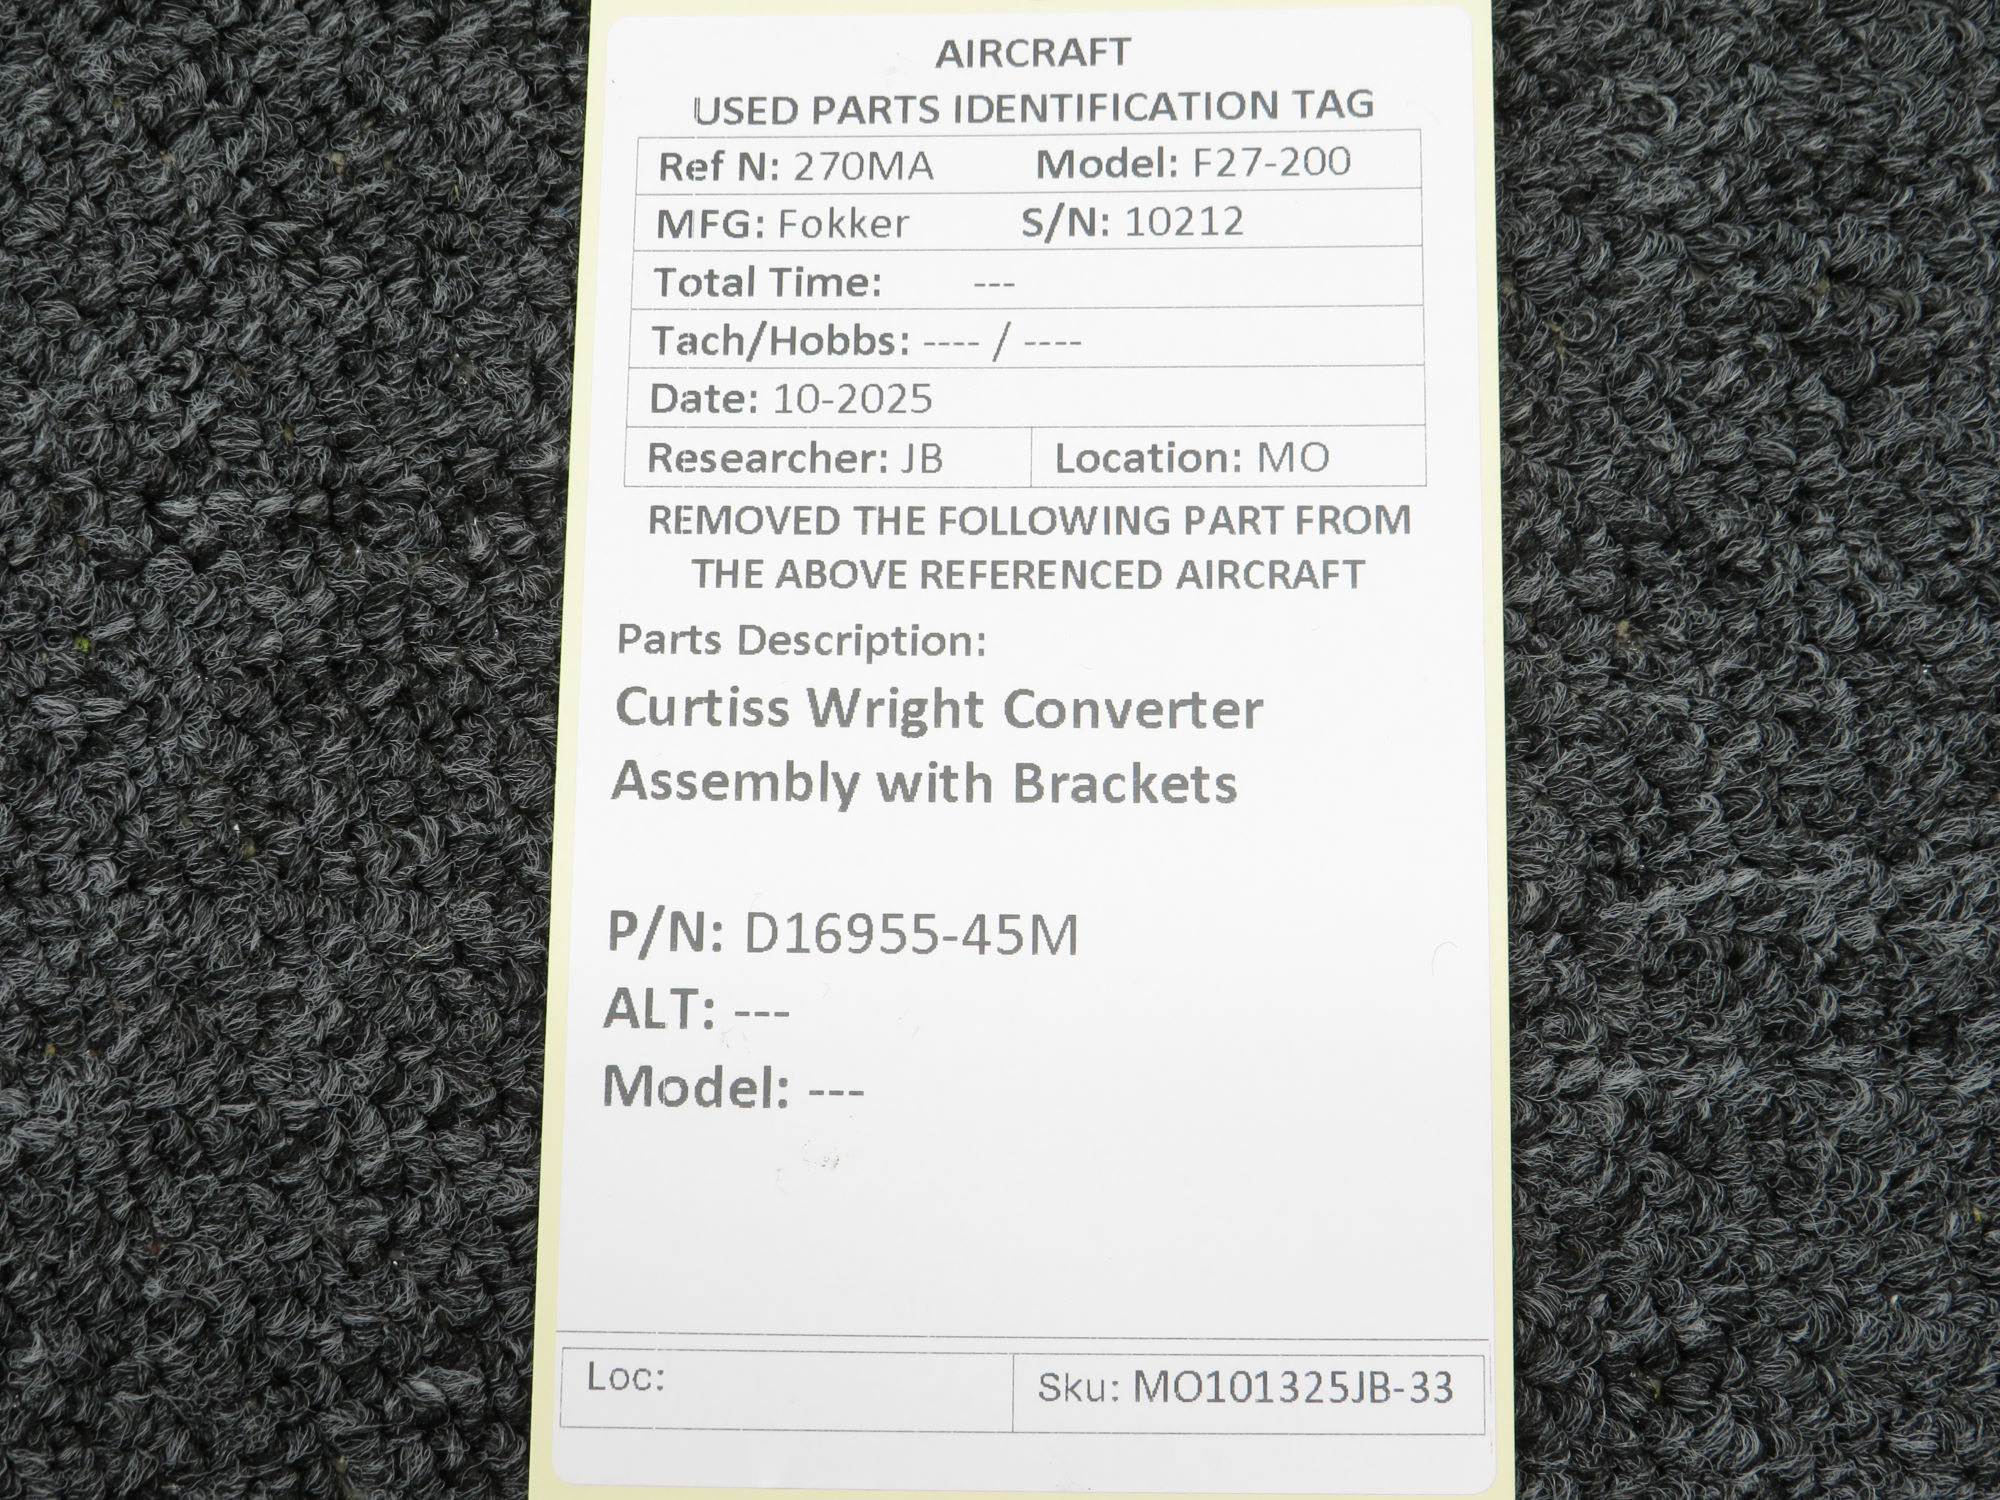 AIRCRAFT
USED PARTS IDENTIFICATION TAG
Ref N: 270MA Model: F27-200
MFG: Fokker S/N: 10212
Total Time: ---
Tach/Hobbs: ---- / ----
Date: 10-2025
Researcher: JB Location: MO
REMOVED THE FOLLOWING PART FROM
THE ABOVE REFERENCED AIRCRAFT
Parts Description:
Curtiss Wright Converter
Assembly with Brackets
P/N: D16955-45M
ALT: ---
Model: ---
Loc: Sku: MO101325JB-33